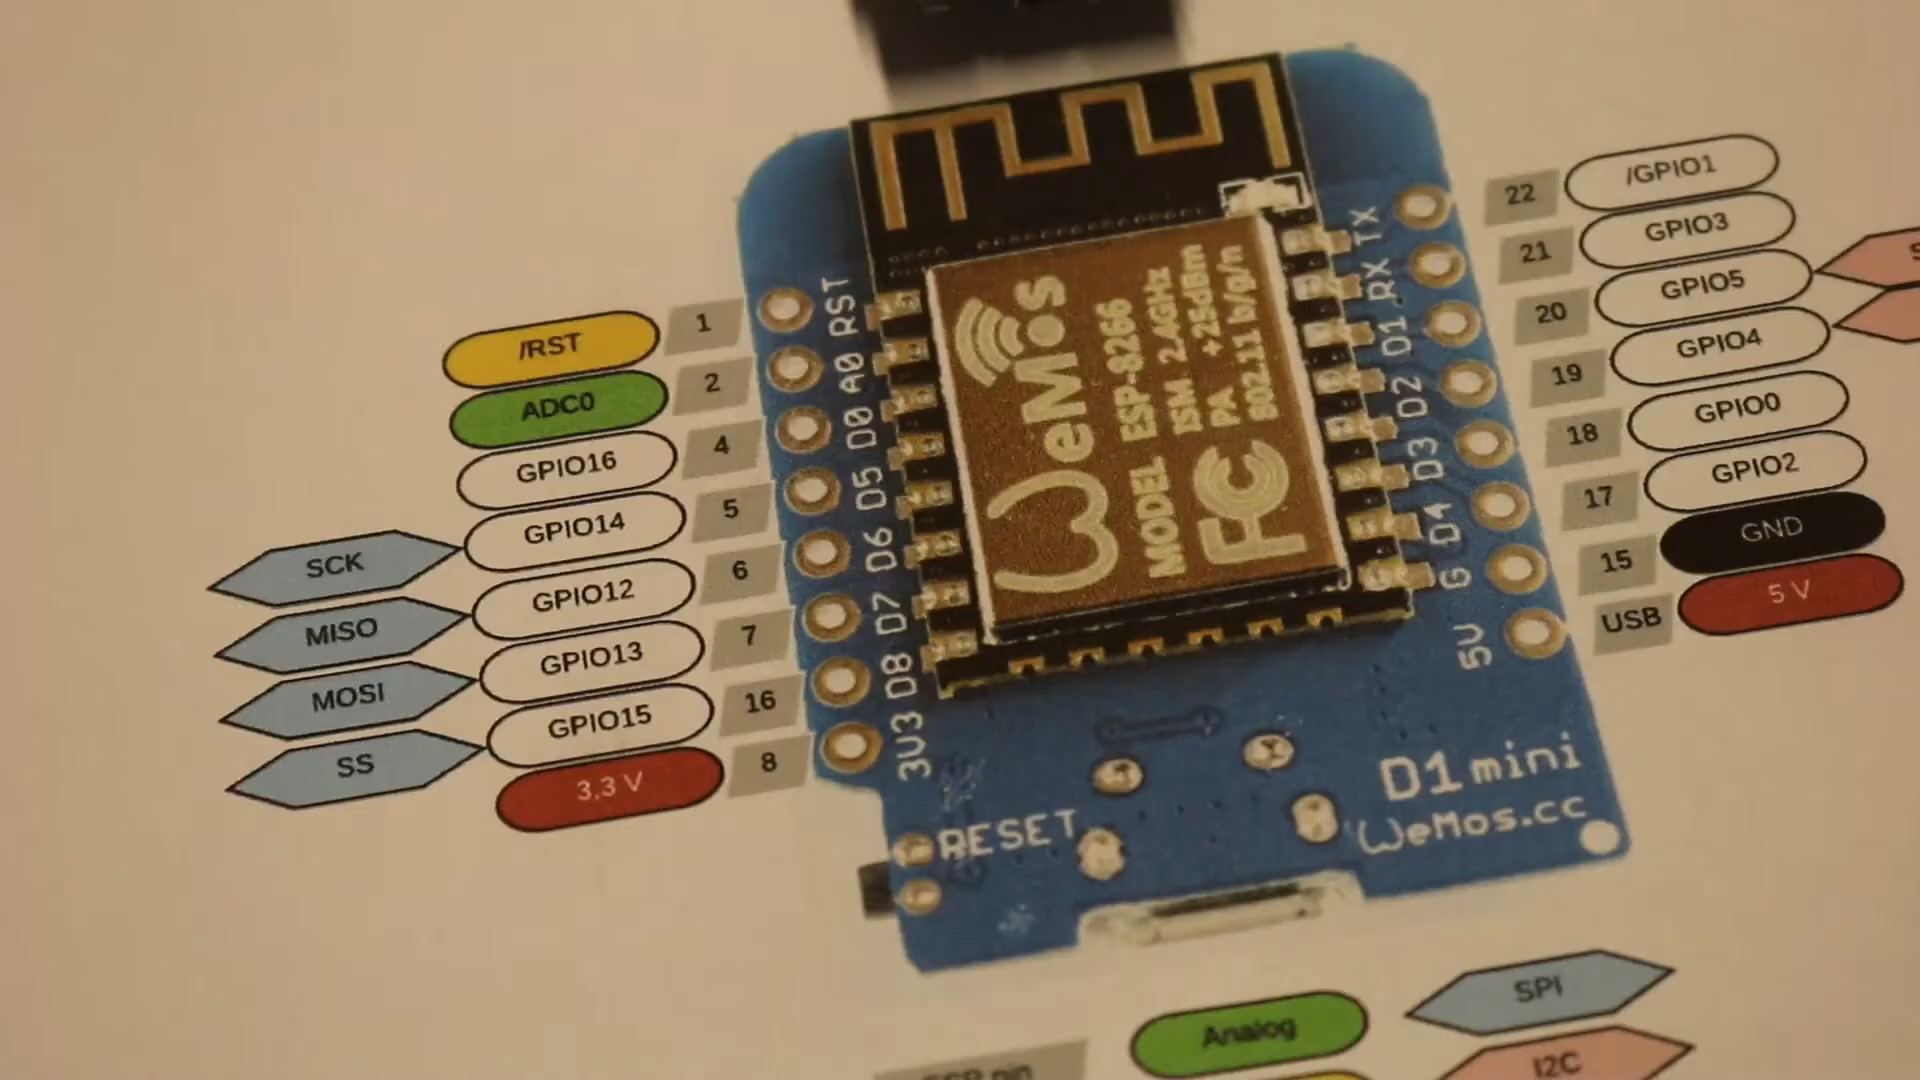 /RST
1
RST
ADC0
2
A0
GPIO16
4
D0
SCK
GPIO14
5
D5
MISO
GPIO12
6
D6
MOSI
GPIO13
7
D7
SS
GPIO15
16
D8
3,3 V
8
3V3
WeMos
MODEL ESP-8266
ISM 2.4GHz
PA +25dBm
802.11 b/g/n
FC
TX
22
/GPIO1
RX
21
GPIO3
D1
20
GPIO5
D2
19
GPIO4
D3
18
GPIO0
D4
17
GPIO2
G
15
GND
5V
USB
5 V
RESET
D1 mini
WeMos.cc
SPI
Analog
I2C